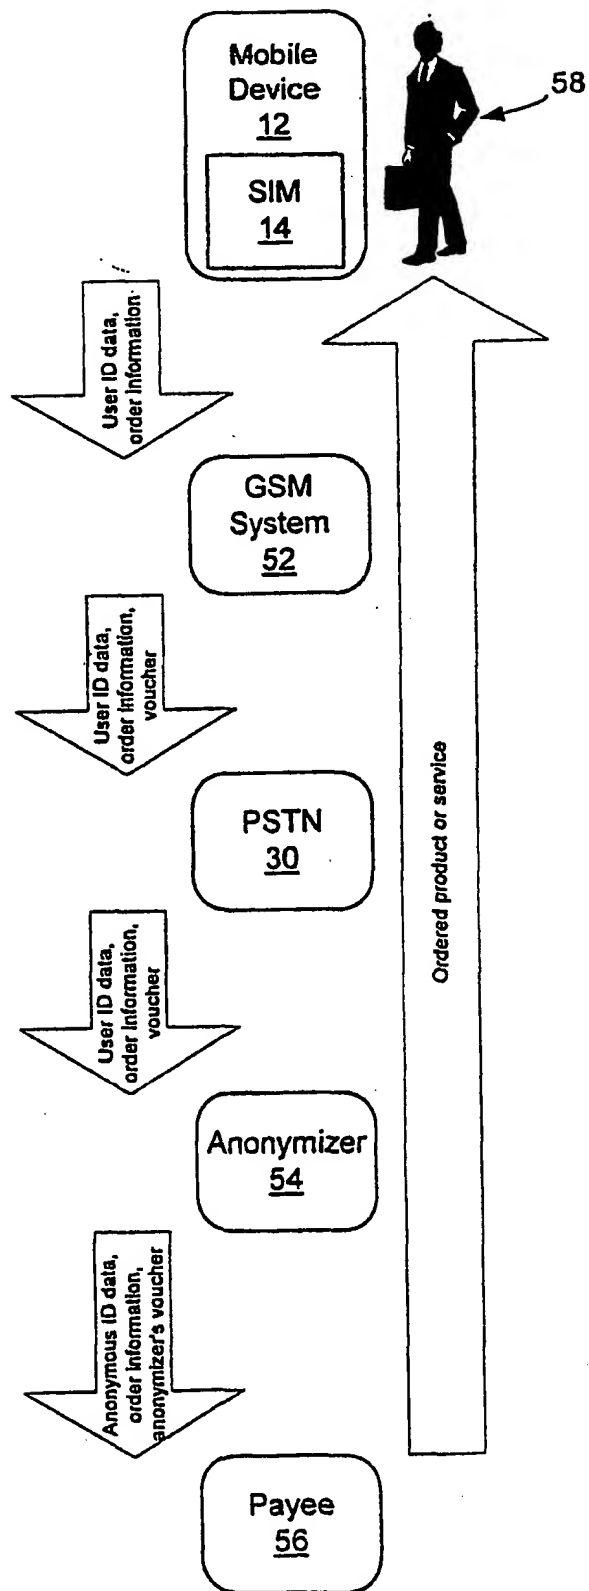 Mobile
Device
12
SIM
14
58
User ID data,
order information
GSM
System
52
User ID data,
order information,
voucher
PSTN
30
Ordered product or service
User ID data,
order information,
voucher
Anonymizer
54
Anonymous ID data,
order information,
anonymizer's voucher
Payee
56